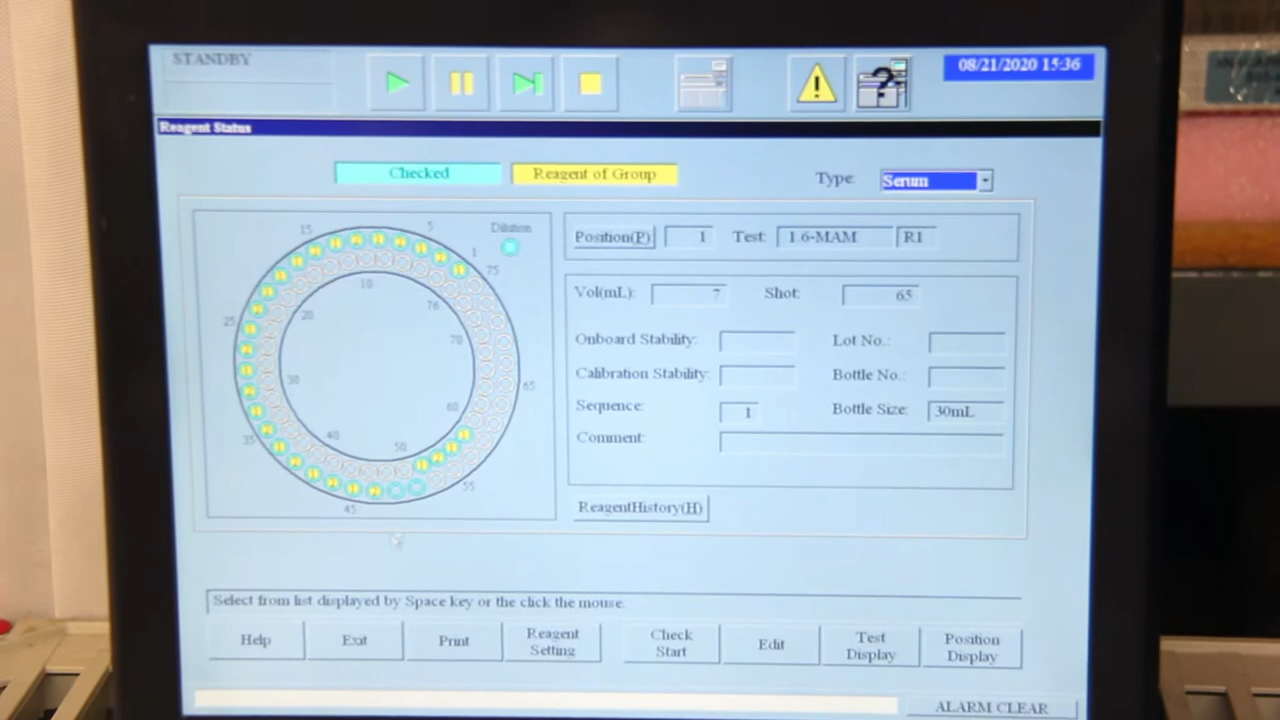 STANDBY
08/21/2020 15:36
Reagent Status
Checked
Reagent of Group
Type:
Serum
Dilution
15
5
1
75
10
76
20
25
70
30
65
60
35
40
50
55
45
Position(P)
1
Test:
1.6-MAM
R1
Vol(mL):
7
Shot:
65
Onboard Stability:
Lot No.:
Calibration Stability:
Bottle No.:
Sequence:
1
Bottle Size:
30mL
Comment:
ReagentHistory(H)
Select from list displayed by Space key or the click the mouse.
Help
Exit
Print
Reagent
Setting
Check
Start
Edit
Test
Display
Position
Display
ALARM CLEAR